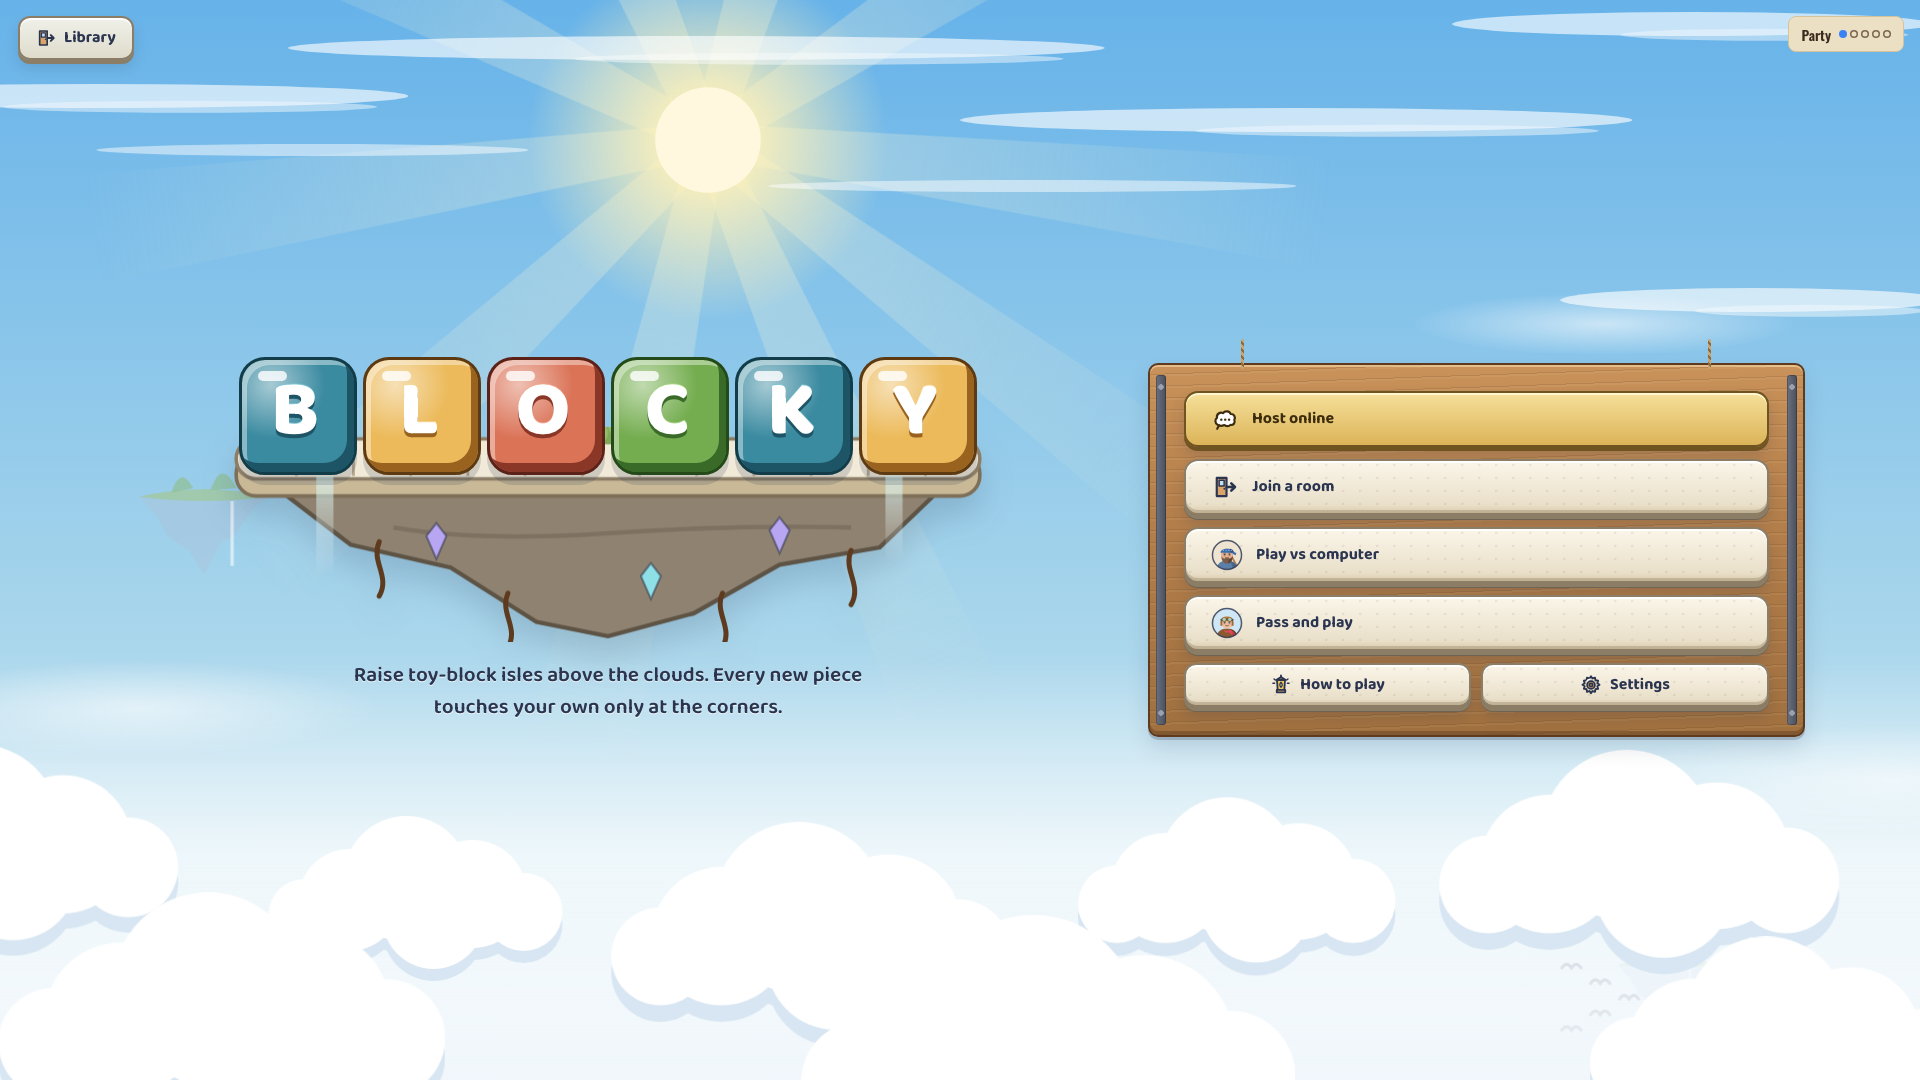 Library
Party
BLOCKY
Raise toy-block isles above the clouds. Every new piece
touches your own only at the corners.
Host online
Join a room
Play vs computer
Pass and play
How to play
Settings